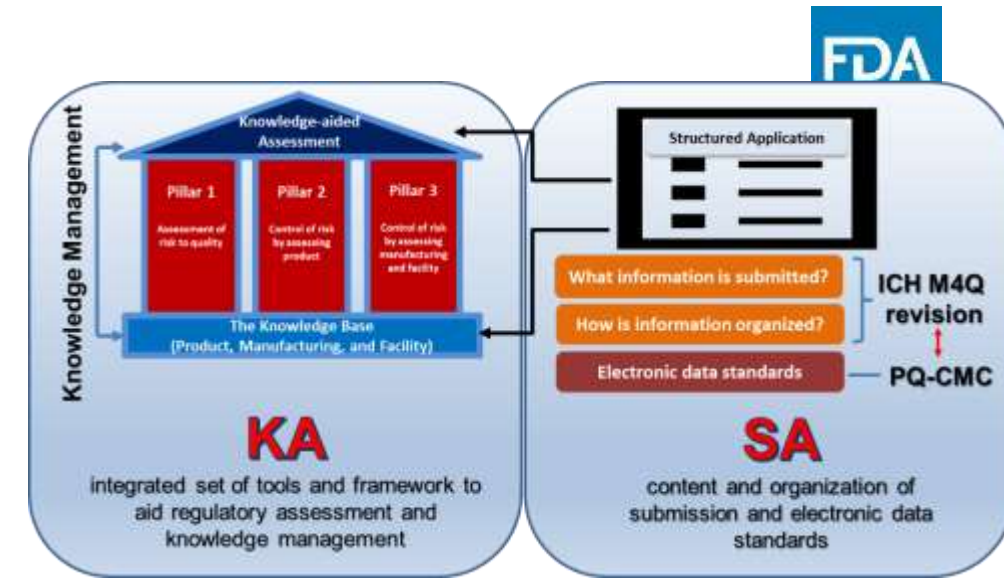 FDA
Knowledge Management
Knowledge-aided
Assessment
Pillar 1
Assessment of
risk to quality
Pillar 2
Control of risk
by assessing
product
Pillar 3
Control of risk
by assessing
manufacturing
and facility
The Knowledge Base
(Product, Manufacturing, and Facility)
KA
integrated set of tools and framework to
aid regulatory assessment and
knowledge management
Structured Application
What information is submitted?
How is information organized?
Electronic data standards
ICH M4Q
revision
PQ-CMC
SA
content and organization of
submission and electronic data
standards